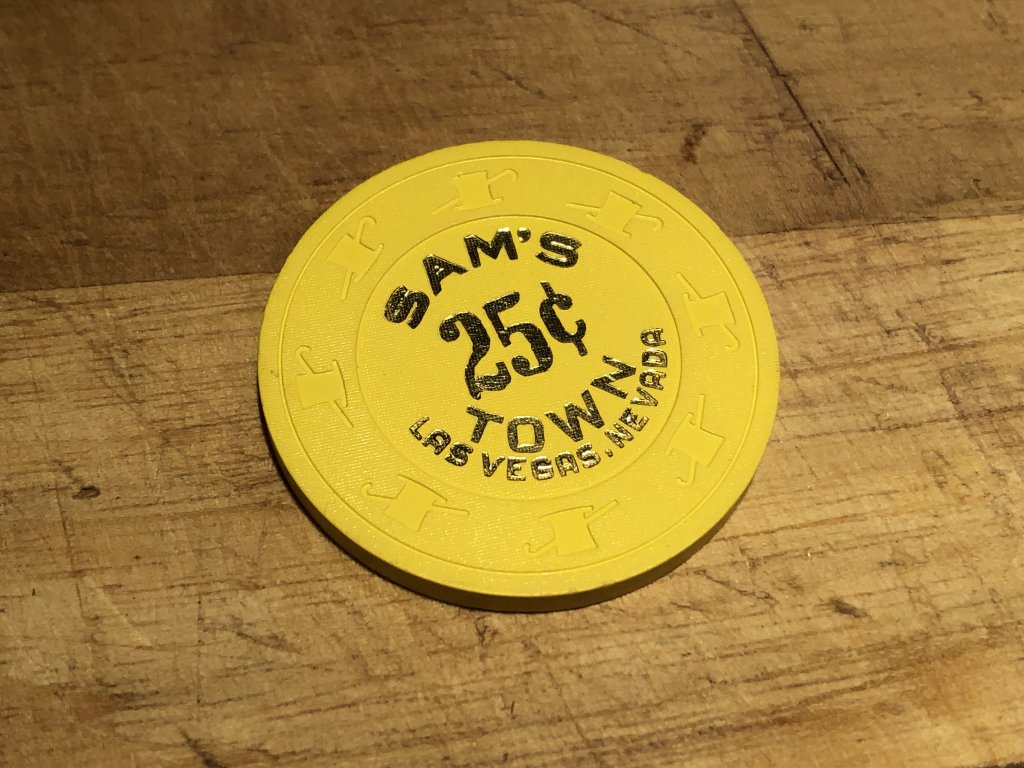 SAM'S
25¢
TOWN
LAS VEGAS, NEVADA